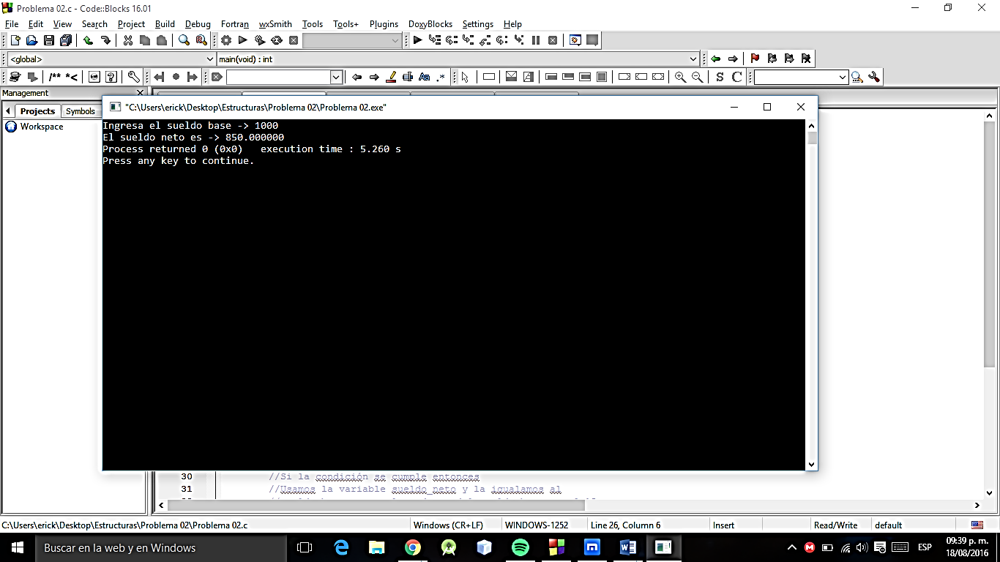 Problema 02.c - Code::Blocks 16.01
File Edit View Search Project Build Debug Fortran wxSmith Tools Tools+ Plugins DoxyBlocks Settings Help
<global> main(void) : int
/** *< S C
Management
Projects Symbols
Workspace
"C:\Users\erick\Desktop\Estructuras\Problema 02\Problema 02.exe"
Ingresa el sueldo base -> 1000
El sueldo neto es -> 850.000000
Process returned 0 (0x0) execution time : 5.260 s
Press any key to continue.
30 //Si la condición se cumple entonces
31 //Usamos la variable sueldo_neto y la igualamos al
C:\Users\erick\Desktop\Estructuras\Problema 02\Problema 02.c Windows (CR+LF) WINDOWS-1252 Line 26, Column 6 Insert Read/Write default
Buscar en la web y en Windows ESP 09:39 p. m.
18/08/2016